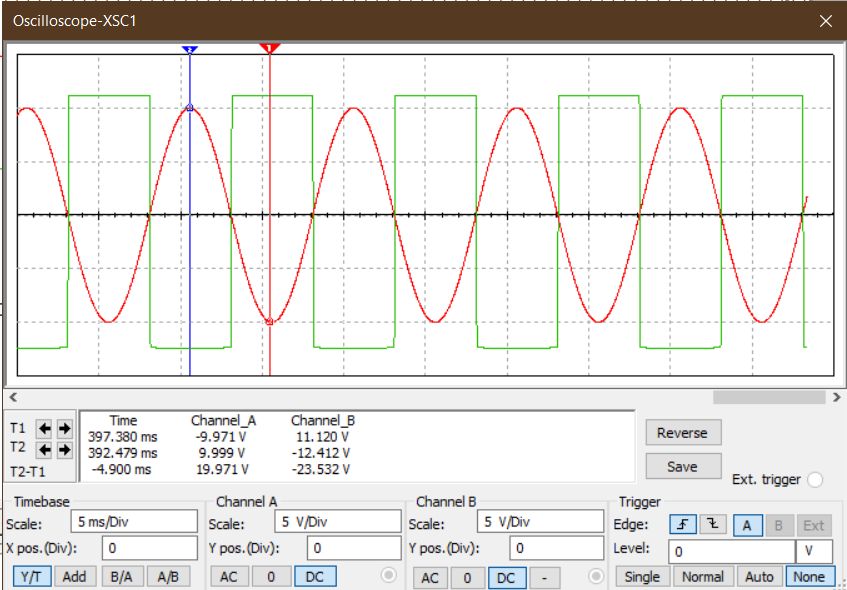 Oscilloscope-XSC1
2
1
Time Channel_A Channel_B
T1 397.380 ms -9.971 V 11.120 V
T2 392.479 ms 9.999 V -12.412 V
T2-T1 -4.900 ms 19.971 V -23.532 V
Reverse
Save
Ext. trigger
Timebase
Scale: 5 ms/Div
X pos.(Div): 0
Y/T Add B/A A/B
Channel A
Scale: 5 V/Div
Y pos.(Div): 0
AC 0 DC
Channel B
Scale: 5 V/Div
Y pos.(Div): 0
AC 0 DC -
Trigger
Edge: A B Ext
Level: 0 V
Single Normal Auto None